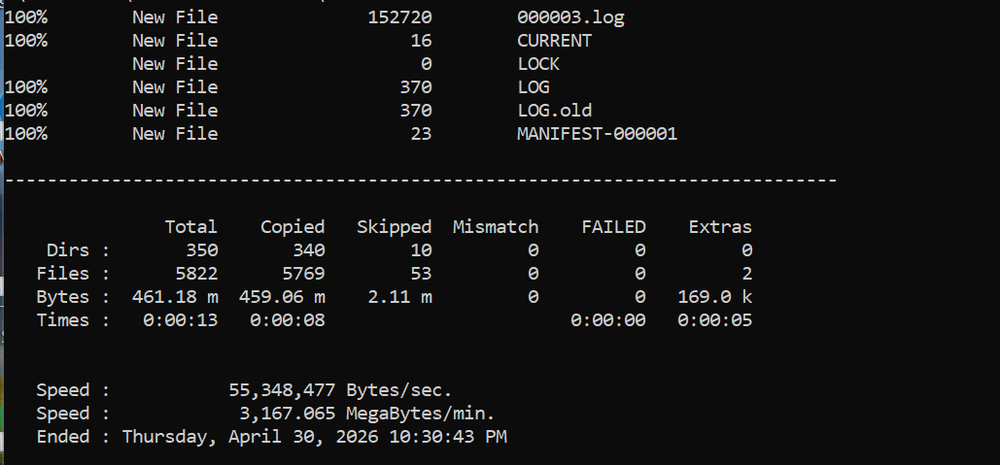 100% New File 152720 000003.log
100% New File 16 CURRENT
New File 0 LOCK
100% New File 370 LOG
100% New File 370 LOG.old
100% New File 23 MANIFEST-000001
------------------------------------------------------------------------------
Total Copied Skipped Mismatch FAILED Extras
Dirs : 350 340 10 0 0 0
Files : 5822 5769 53 0 0 2
Bytes : 461.18 m 459.06 m 2.11 m 0 0 169.0 k
Times : 0:00:13 0:00:08 0:00:00 0:00:05
Speed : 55,348,477 Bytes/sec.
Speed : 3,167.065 MegaBytes/min.
Ended : Thursday, April 30, 2026 10:30:43 PM